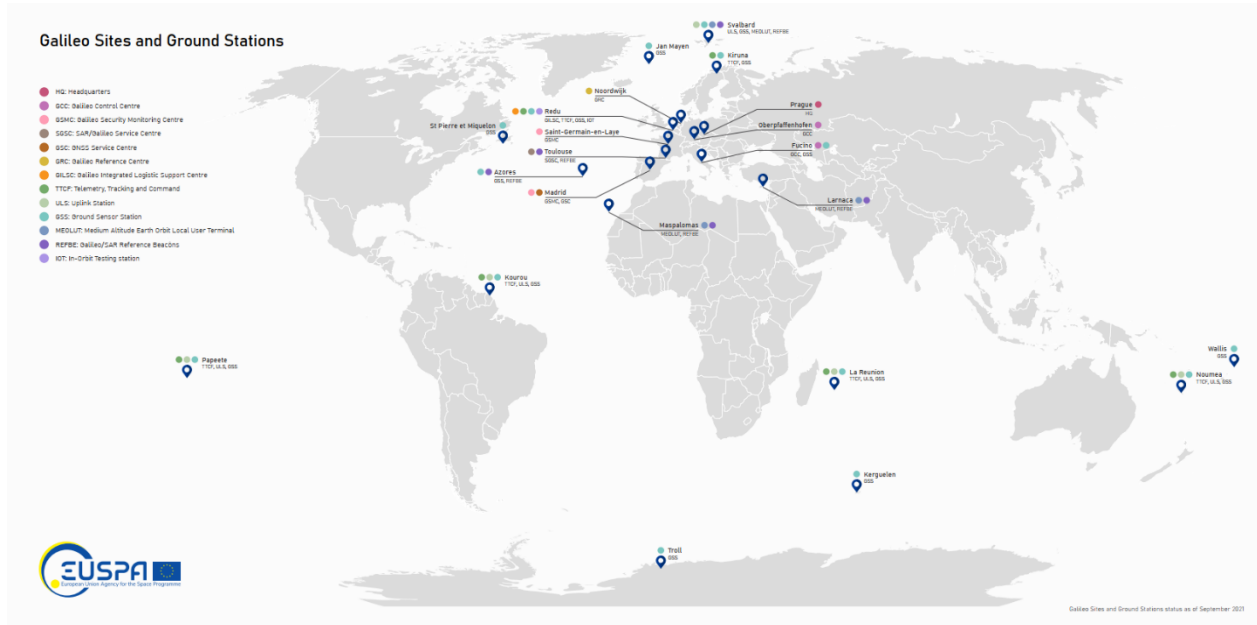 Galileo Sites and Ground Stations
HQ: Headquarters
GCC: Galileo Control Centre
GSMC: Galileo Security Monitoring Centre
SGSC: SAR/Galileo Service Centre
GSC: GNSS Service Centre
GRC: Galileo Reference Centre
GILSC: Galileo Integrated Logistic Support Centre
TTCF: Telemetry, Tracking and Command
ULS: Uplink Station
GSS: Ground Sensor Station
MEOLUT: Medium Altitude Earth Orbit Local User Terminal
REFBE: Galileo/SAR Reference Beacons
IOT: In-Orbit Testing station
Svalbard
ULS, GSS, MEOLUT, REFBE
Jan Mayen
GSS
Kiruna
TTCF, GSS
Noordwijk
GRC
Redu
GILSC, TTCF, GSS, IOT
St Pierre et Miquelon
GSS
Saint-Germain-en-Laye
GSMC
Toulouse
SGSC, REFBE
Azores
GSS, REFBE
Madrid
GSMC, GSC
Prague
HQ
Oberpfaffenhofen
GCC
Fucino
GCC, GSS
Larnaca
MEOLUT, REFBE
Maspalomas
MEOLUT, REFBE
Kourou
TTCF, ULS, GSS
Papeete
TTCF, ULS, GSS
La Reunion
TTCF, ULS, GSS
Wallis
GSS
Noumea
TTCF, ULS, GSS
Kerguelen
GSS
Troll
GSS
EUSPA
European Union Agency for the Space Programme
Galileo Sites and Ground Stations status as of September 2021